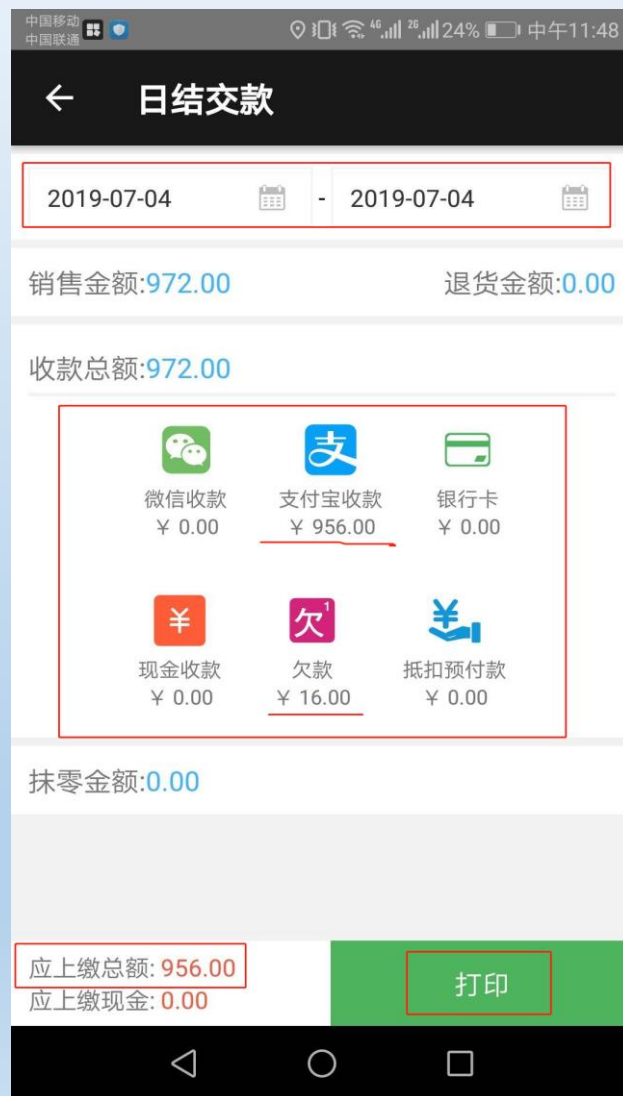 中国移动
中国联通
4G 2G 24% 中午11:48
日结交款
2019-07-04 - 2019-07-04
销售金额:972.00 退货金额:0.00
收款总额:972.00
支
微信收款 支付宝收款 银行卡
¥ 0.00 ¥ 956.00 ¥ 0.00
¥ 欠1 ¥
现金收款 欠款 抵扣预付款
¥ 0.00 ¥ 16.00 ¥ 0.00
抹零金额:0.00
应上缴总额: 956.00
应上缴现金: 0.00
打印